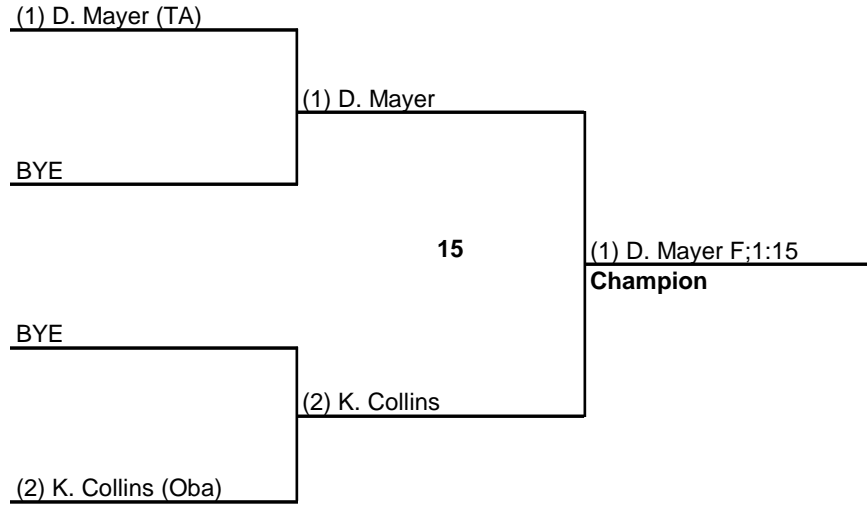 (1) D. Mayer (TA)
(1) D. Mayer
BYE
15
(1) D. Mayer F;1:15
Champion
BYE
(2) K. Collins
(2) K. Collins (Oba)